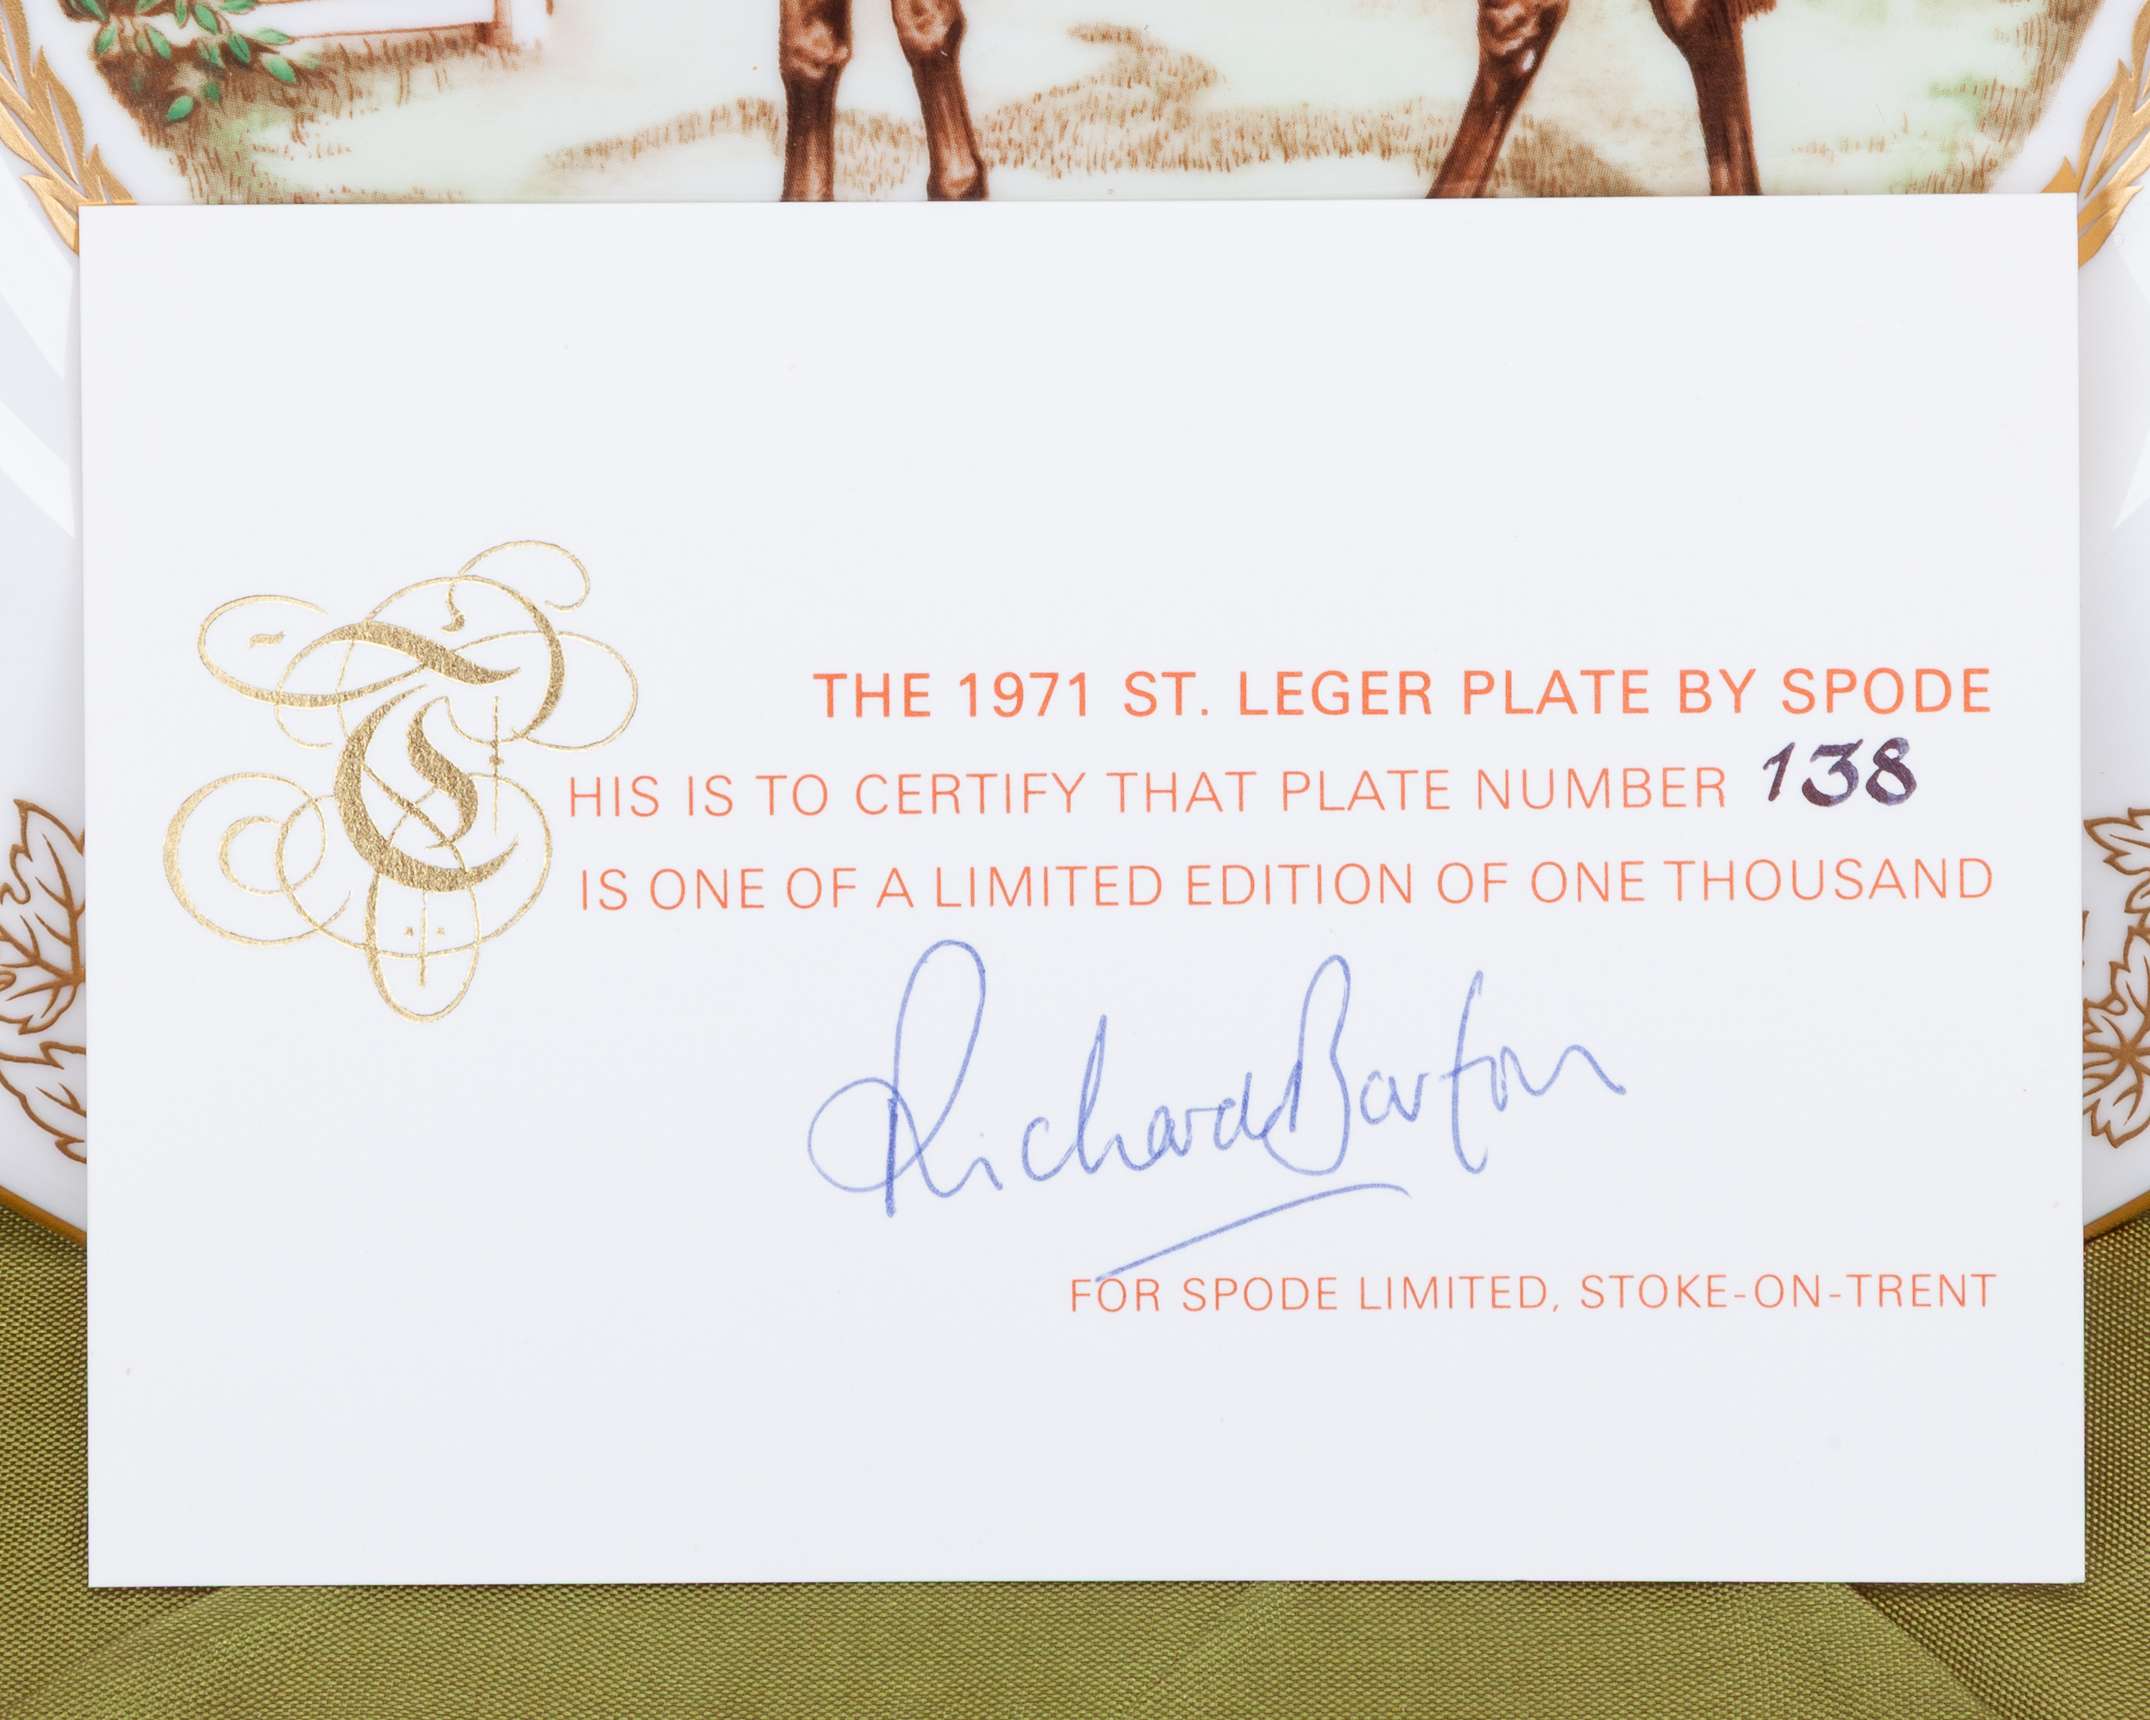 THE 1971 ST. LEGER PLATE BY SPODE
THIS IS TO CERTIFY THAT PLATE NUMBER 138
IS ONE OF A LIMITED EDITION OF ONE THOUSAND
Richard Barton
FOR SPODE LIMITED, STOKE-ON-TRENT